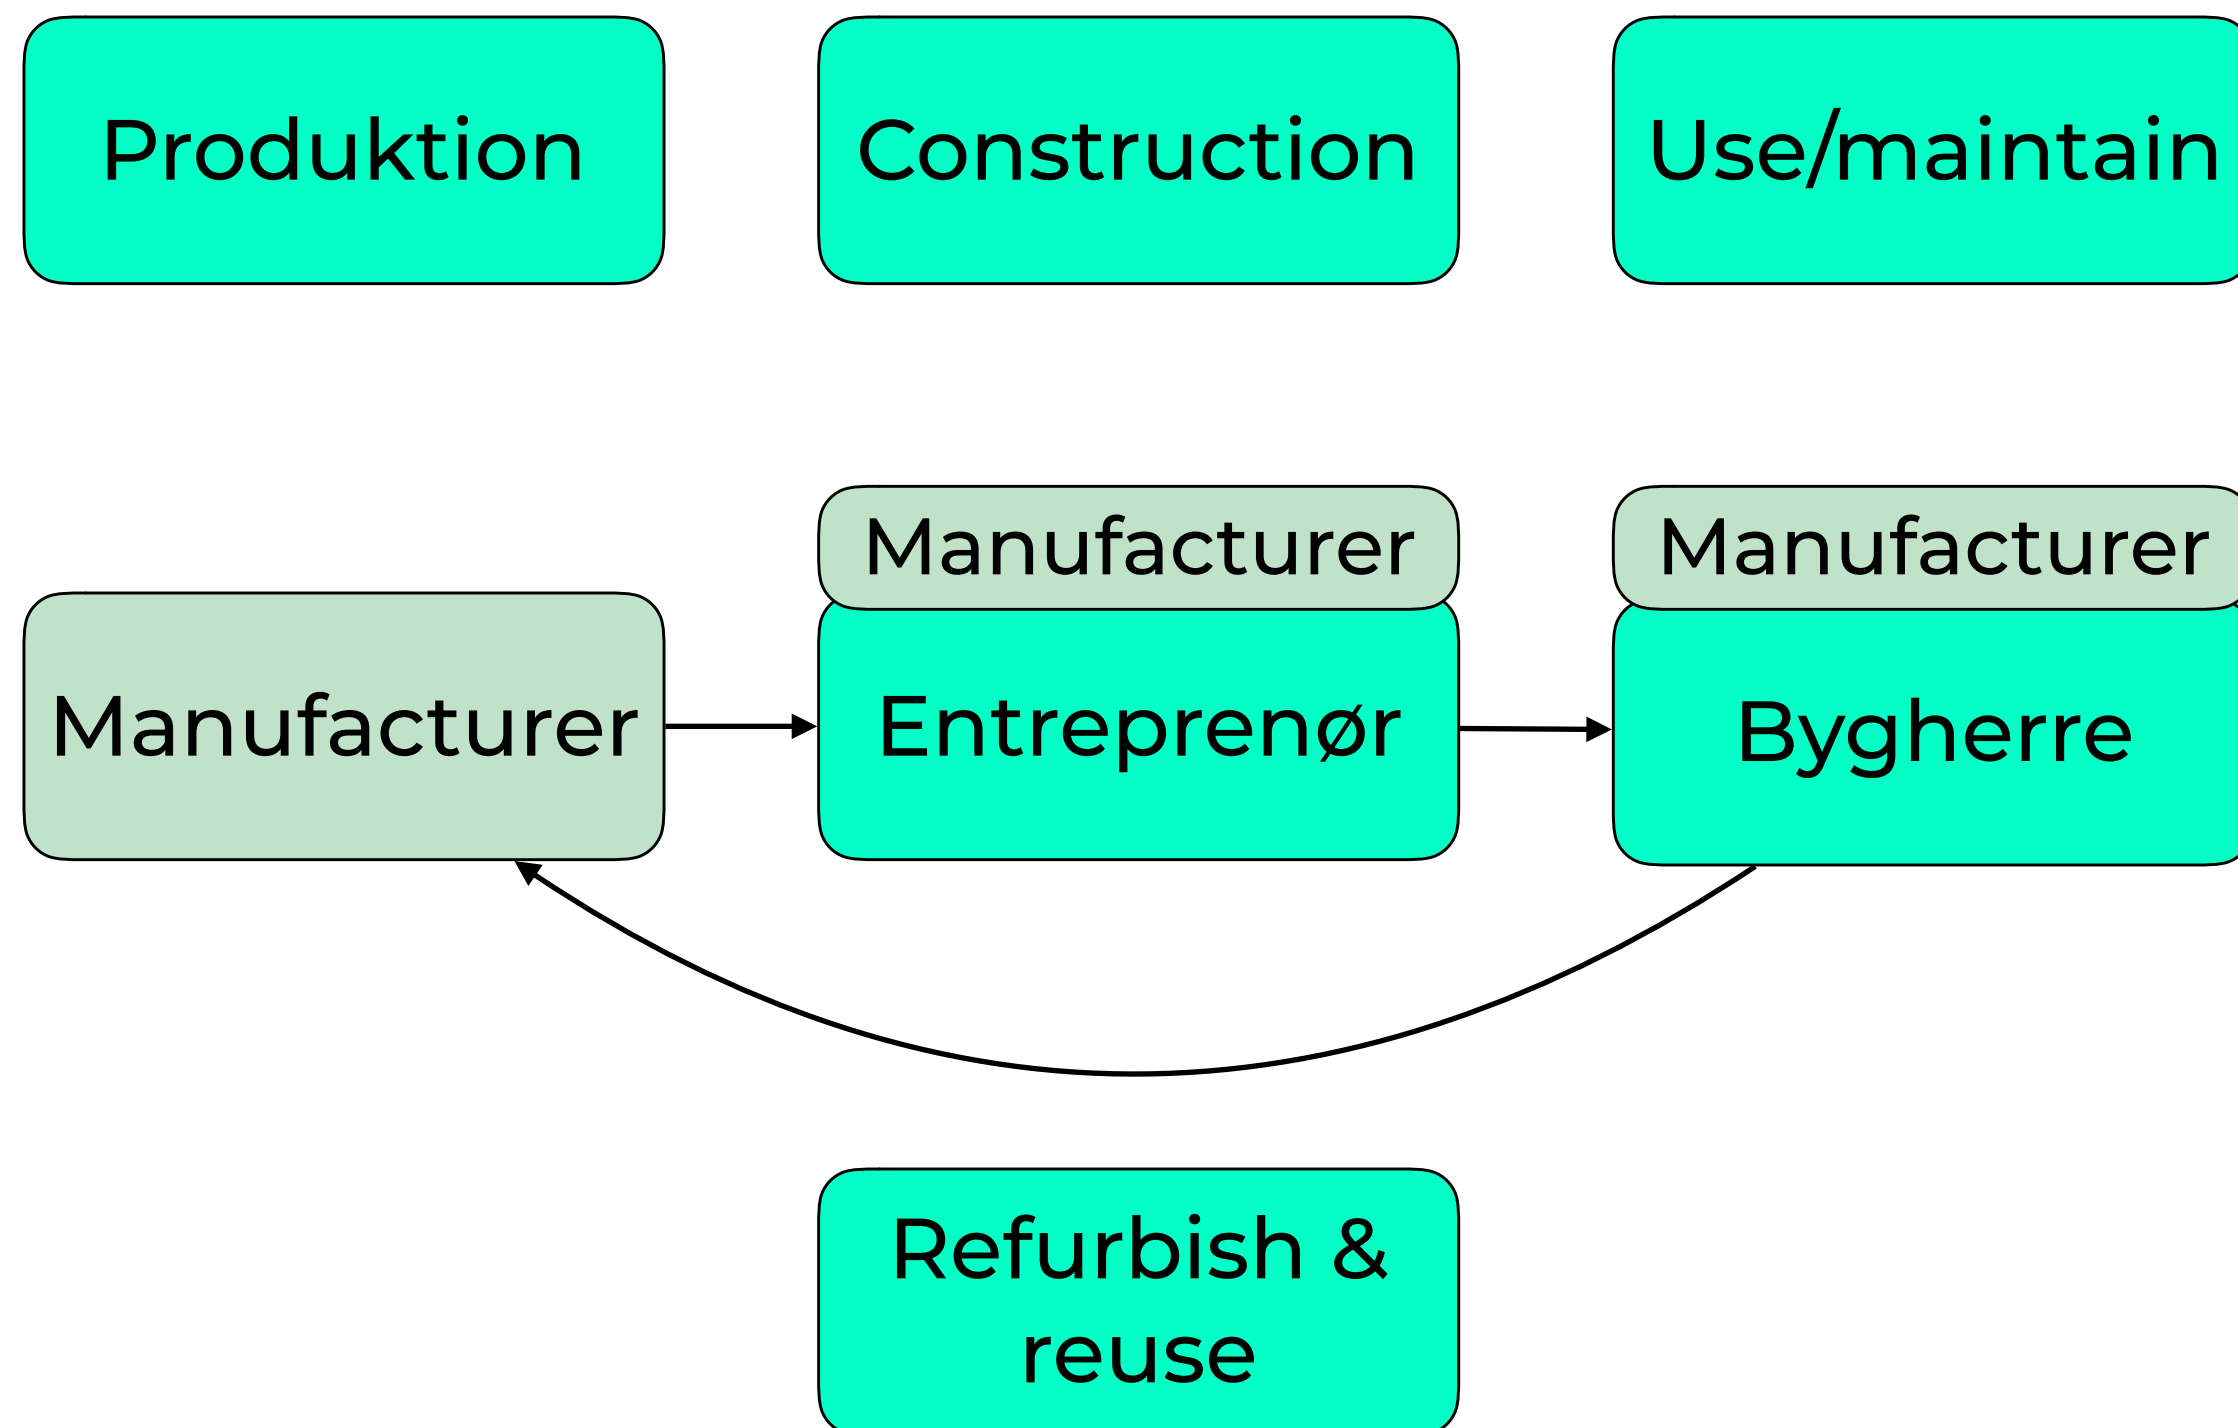 Produktion
Construction
Use/maintain
Manufacturer
Manufacturer
Manufacturer
Entreprenør
Bygherre
Refurbish &
reuse